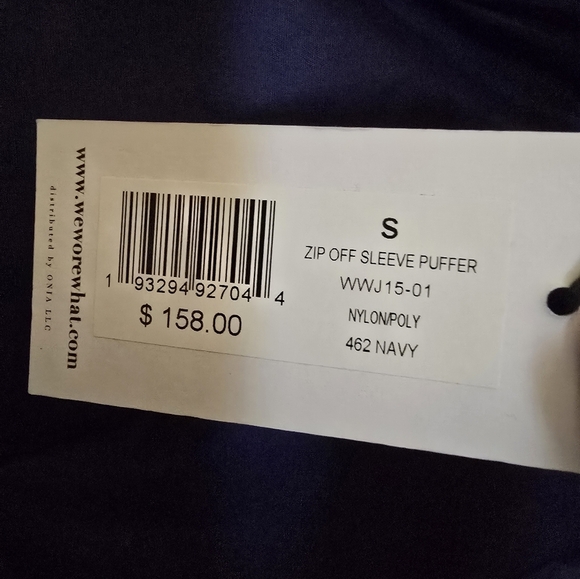 www.weworewhat.com
distributed by ONIA LLC
1 93294 92704 4
$ 158.00
S
ZIP OFF SLEEVE PUFFER
WWJ15-01
NYLON/POLY
462 NAVY